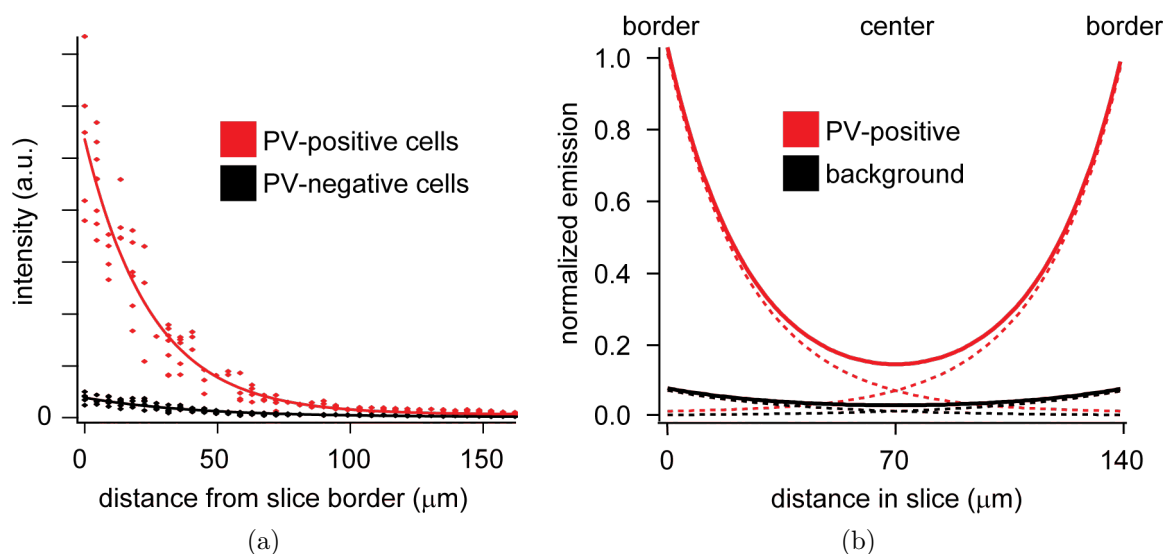 intensity (a.u.)
PV-positive cells
PV-negative cells
0
0 50 100 150
distance from slice border (μm)
(a)
border center border
normalized emission
1.0
0.8
0.6
0.4
0.2
0.0
PV-positive
background
0 70 140
distance in slice (μm)
(b)